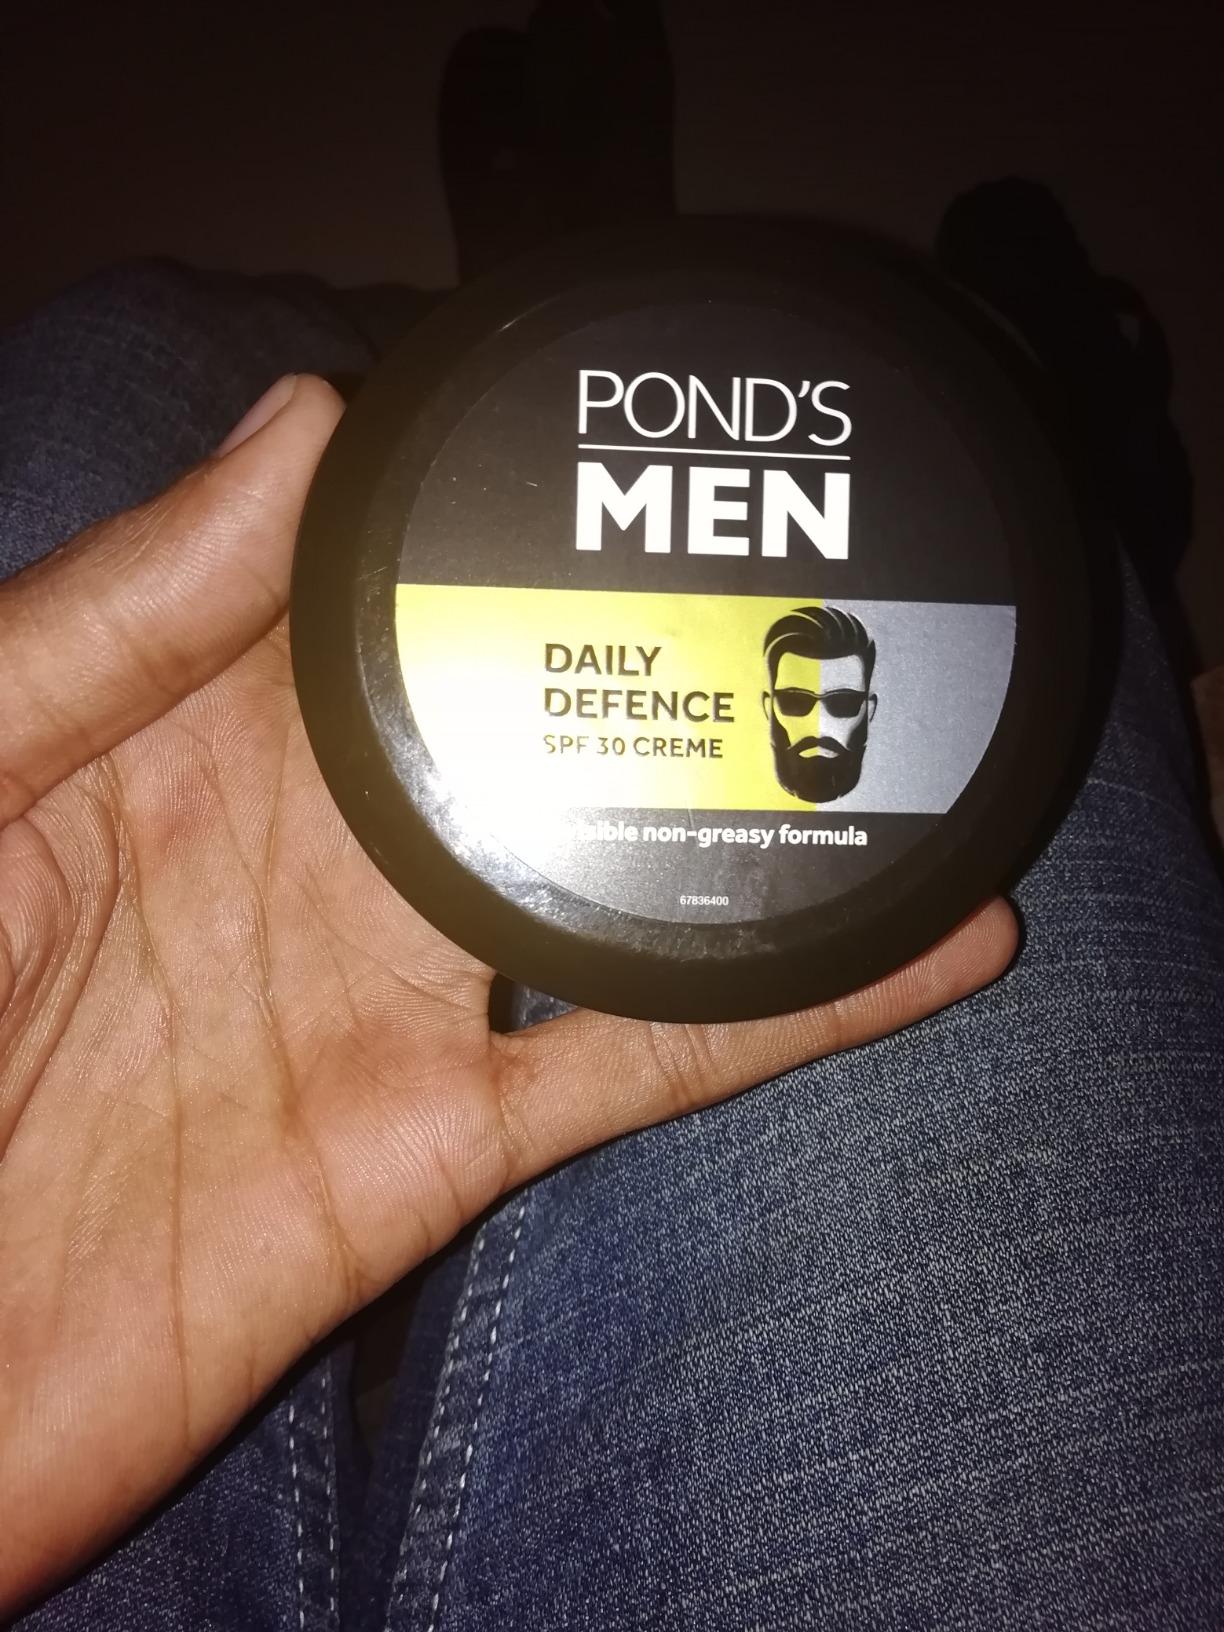 POND'S
MEN
DAILY
DEFENCE
SPF 30 CREME
non-greasy formula
67836400